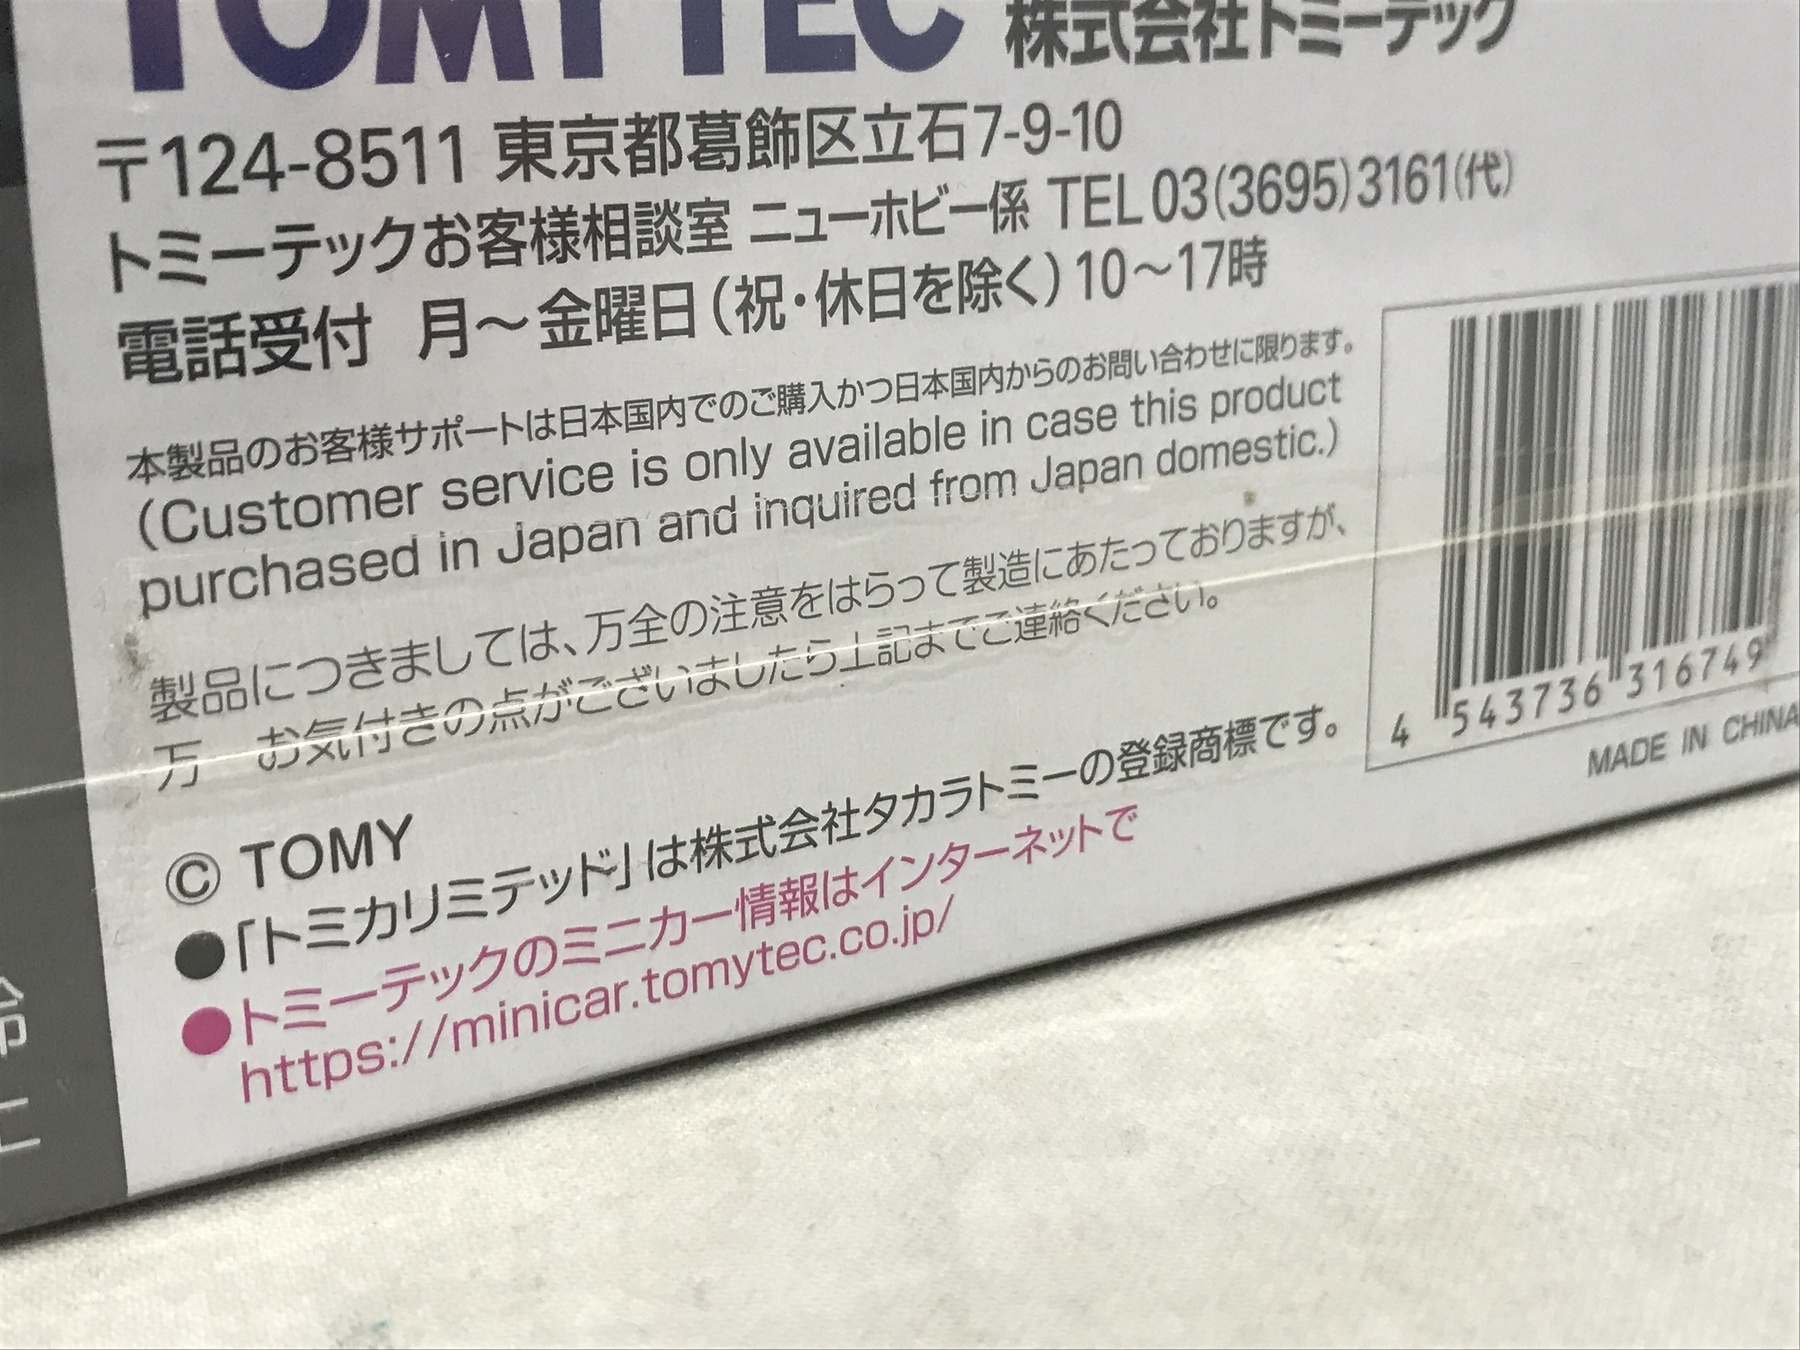 TOMYTEC 株式会社トミーテック
〒124-8511 東京都葛飾区立石7-9-10
トミーテックお客様相談室 ニューホビー係 TEL 03(3695)3161(代)
電話受付 月～金曜日(祝・休日を除く)10～17時
本製品のお客様サポートは日本国内でのご購入かつ日本国内からのお問い合わせに限ります。
(Customer service is only available in case this product
purchased in Japan and inquired from Japan domestic.)
製品につきましては、万全の注意をはらって製造にあたっておりますが、
万一お気付きの点がございましたら上記までご連絡ください。
4 543736 316749
MADE IN CHINA
© TOMY
●「トミカリミテッド」は株式会社タカラトミーの登録商標です。
●トミーテックのミニカー情報はインターネットで
https://minicar.tomytec.co.jp/